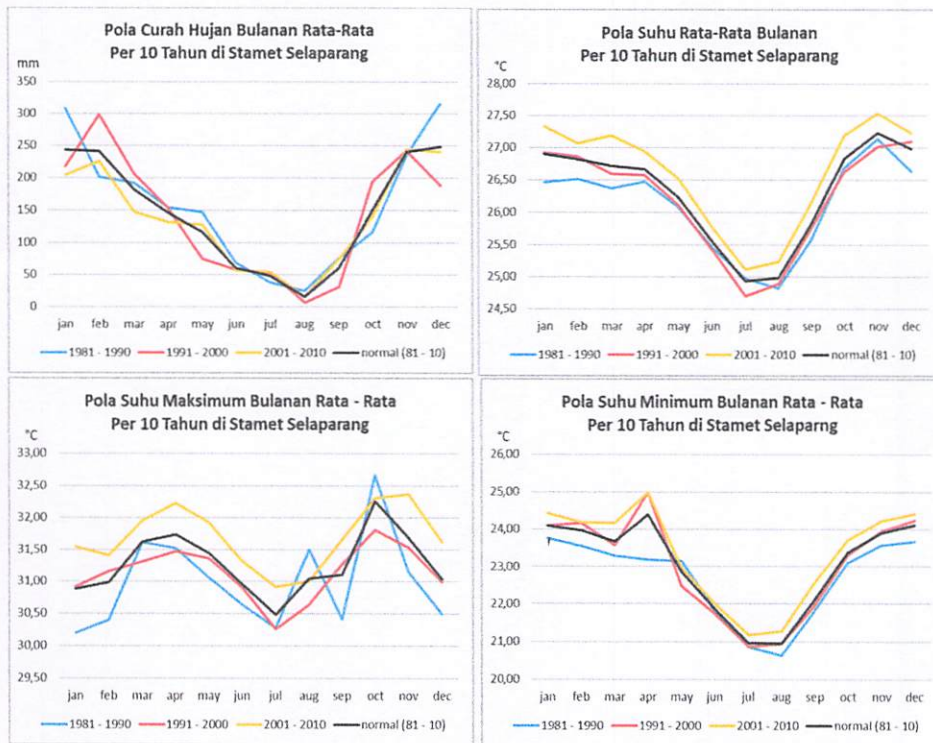 Pola Curah Hujan Bulanan Rata-Rata
Per 10 Tahun di Stamet Selaparang
mm
350
300
250
200
150
100
50
0
jan feb mar apr may jun jul aug sep oct nov dec
1981 - 1990 1991 - 2000 2001 - 2010 normal (81 - 10)
Pola Suhu Rata-Rata Bulanan
Per 10 Tahun di Stamet Selaparang
°C
28,00
27,50
27,00
26,50
26,00
25,50
25,00
24,50
jan feb mar apr may jun jul aug sep oct nov dec
1981 - 1990 1991 - 2000 2001 - 2010 normal (81 - 10)
Pola Suhu Maksimum Bulanan Rata - Rata
Per 10 Tahun di Stamet Selaparang
°C
33,00
32,50
32,00
31,50
31,00
30,50
30,00
29,50
jan feb mar apr may jun jul aug sep oct nov dec
1981 - 1990 1991 - 2000 2001 - 2010 normal (81 - 10)
Pola Suhu Minimum Bulanan Rata - Rata
Per 10 Tahun di Stamet Selaparng
°C
26,00
25,00
24,00
23,00
22,00
21,00
20,00
jan feb mar apr may jun jul aug sep oct nov dec
1981 - 1990 1991 - 2000 2001 - 2010 normal (81 - 10)